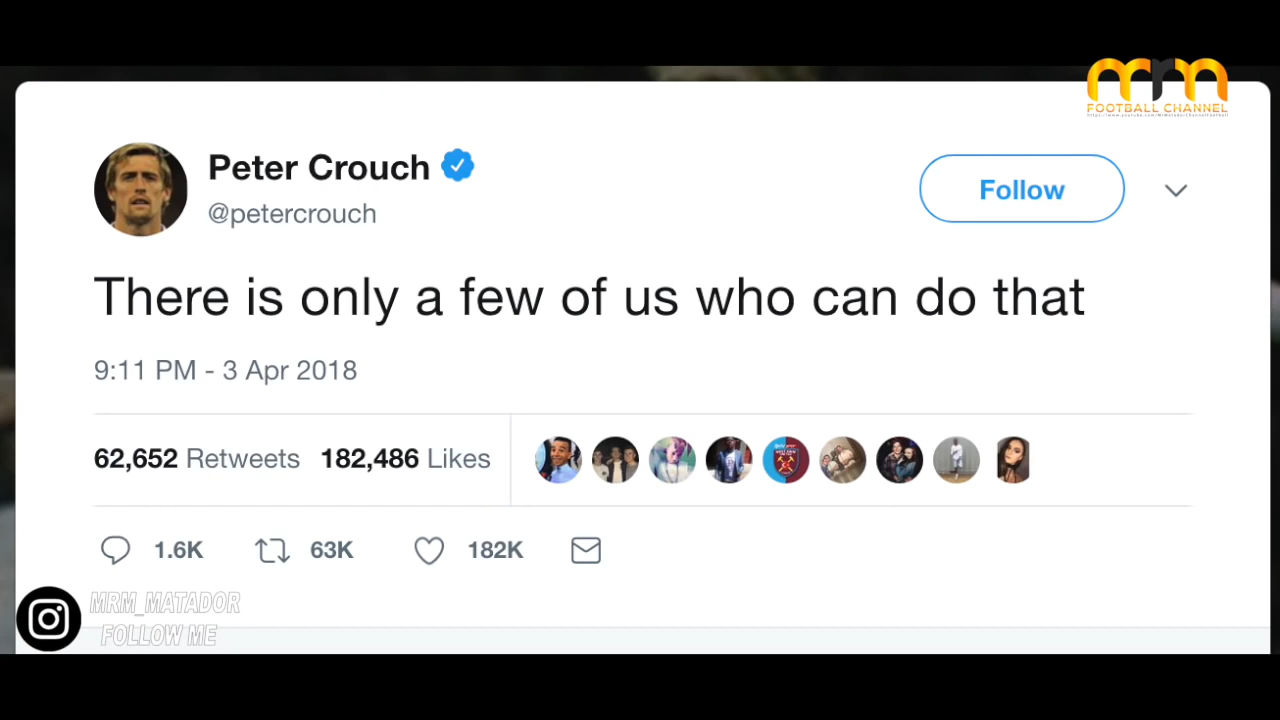 mrm
FOOTBALL CHANNEL
Peter Crouch
@petercrouch
Follow
There is only a few of us who can do that
9:11 PM - 3 Apr 2018
62,652 Retweets 182,486 Likes
1.6K 63K 182K
MRM_MATADOR
FOLLOW ME